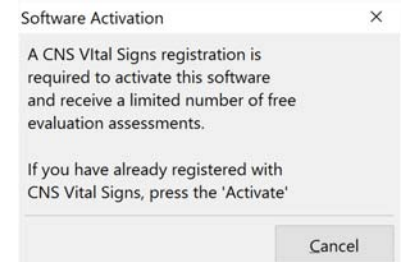 Software Activation
A CNS VItal Signs registration is
required to activate this software
and receive a limited number of free
evaluation assessments.
If you have already registered with
CNS Vital Signs, press the 'Activate'
Cancel